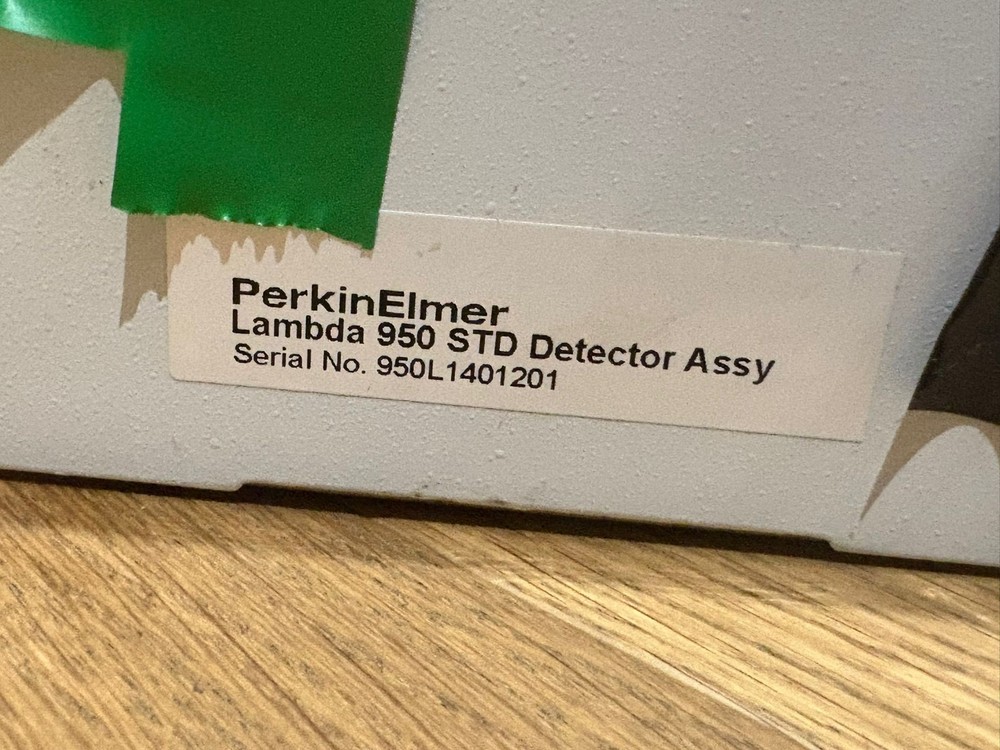 PerkinElmer
Lambda 950 STD Detector Assy
Serial No. 950L1401201